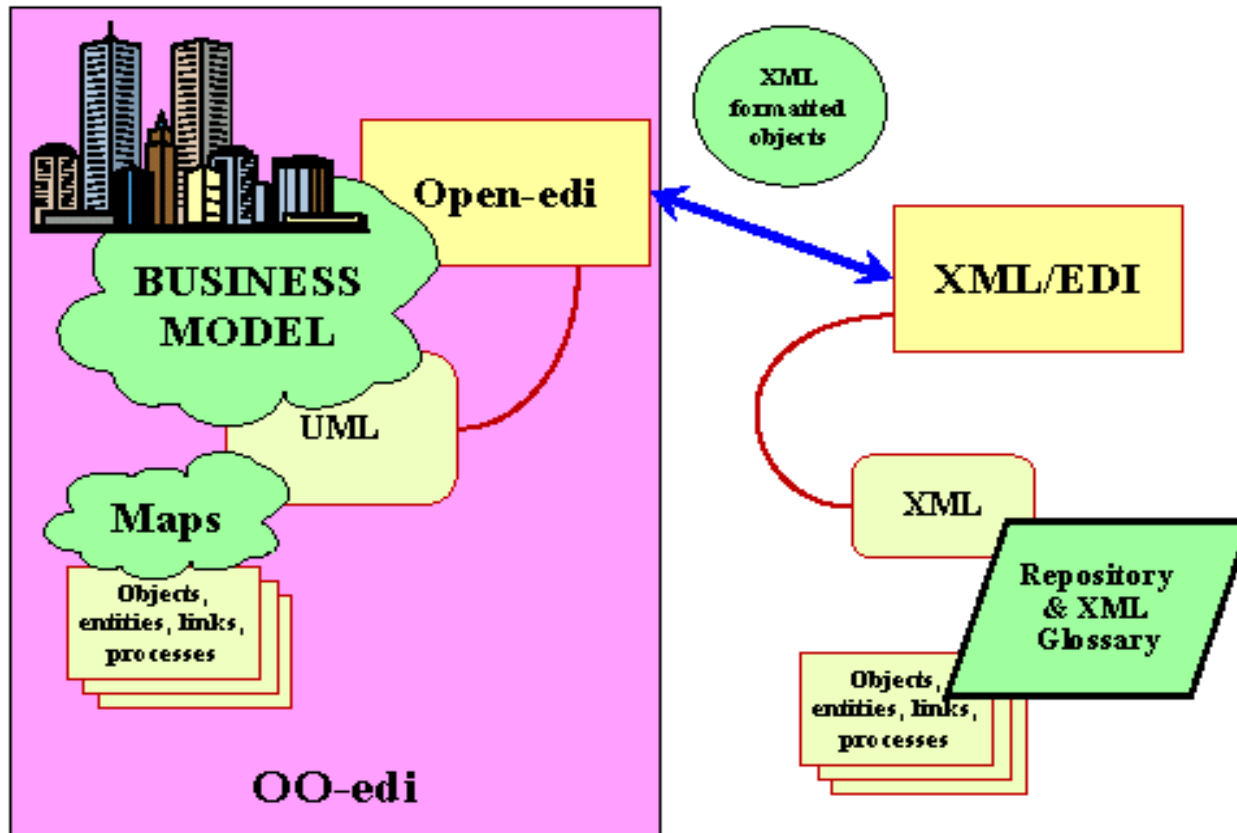 XML
formatted
objects
Open-edi
BUSINESS
MODEL
XML/EDI
UML
XML
Maps
Objects,
entities, links,
processes
Repository
& XML
Glossary
Objects,
entities, links,
processes
OO-edi